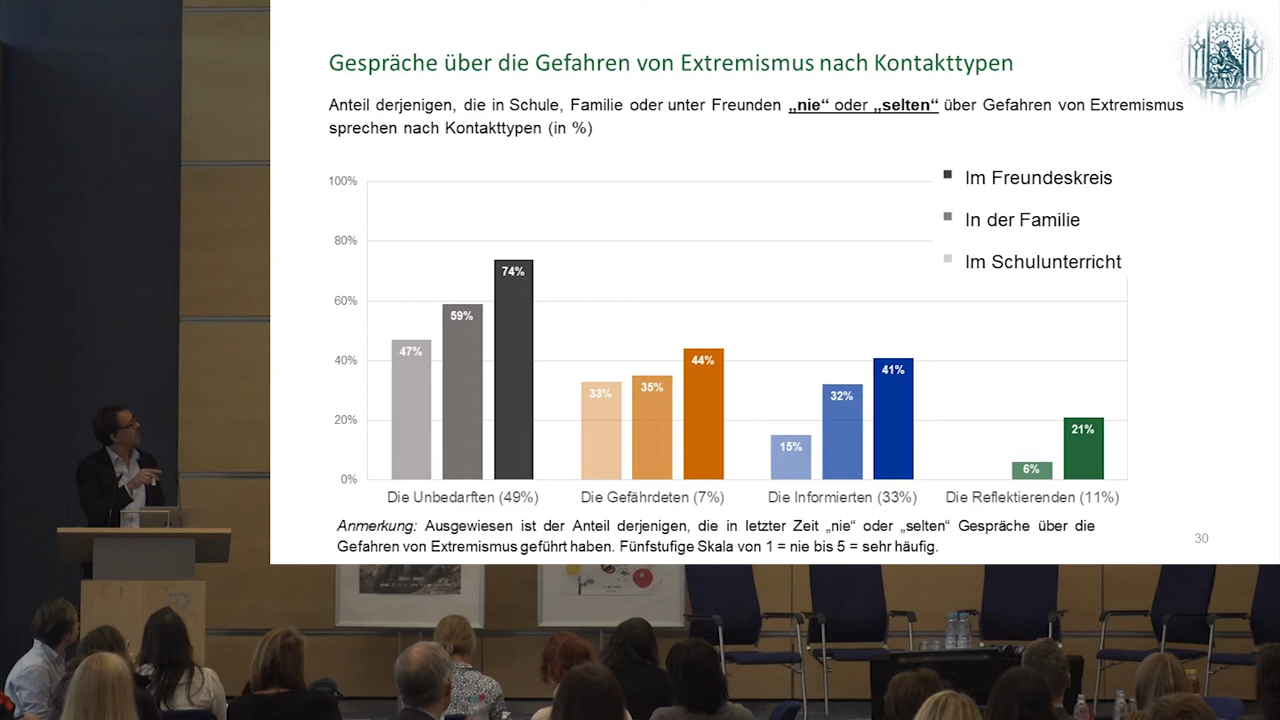 Gespräche über die Gefahren von Extremismus nach Kontakttypen
Anteil derjenigen, die in Schule, Familie oder unter Freunden „nie“ oder „selten“ über Gefahren von Extremismus
sprechen nach Kontakttypen (in %)
Im Freundeskreis
In der Familie
Im Schulunterricht
100%
80%
60%
40%
20%
0%
47%
59%
74%
33%
35%
44%
15%
32%
41%
6%
21%
Die Unbedarften (49%)
Die Gefährdeten (7%)
Die Informierten (33%)
Die Reflektierenden (11%)
Anmerkung: Ausgewiesen ist der Anteil derjenigen, die in letzter Zeit „nie“ oder „selten“ Gespräche über die
Gefahren von Extremismus geführt haben. Fünfstufige Skala von 1 = nie bis 5 = sehr häufig.
30